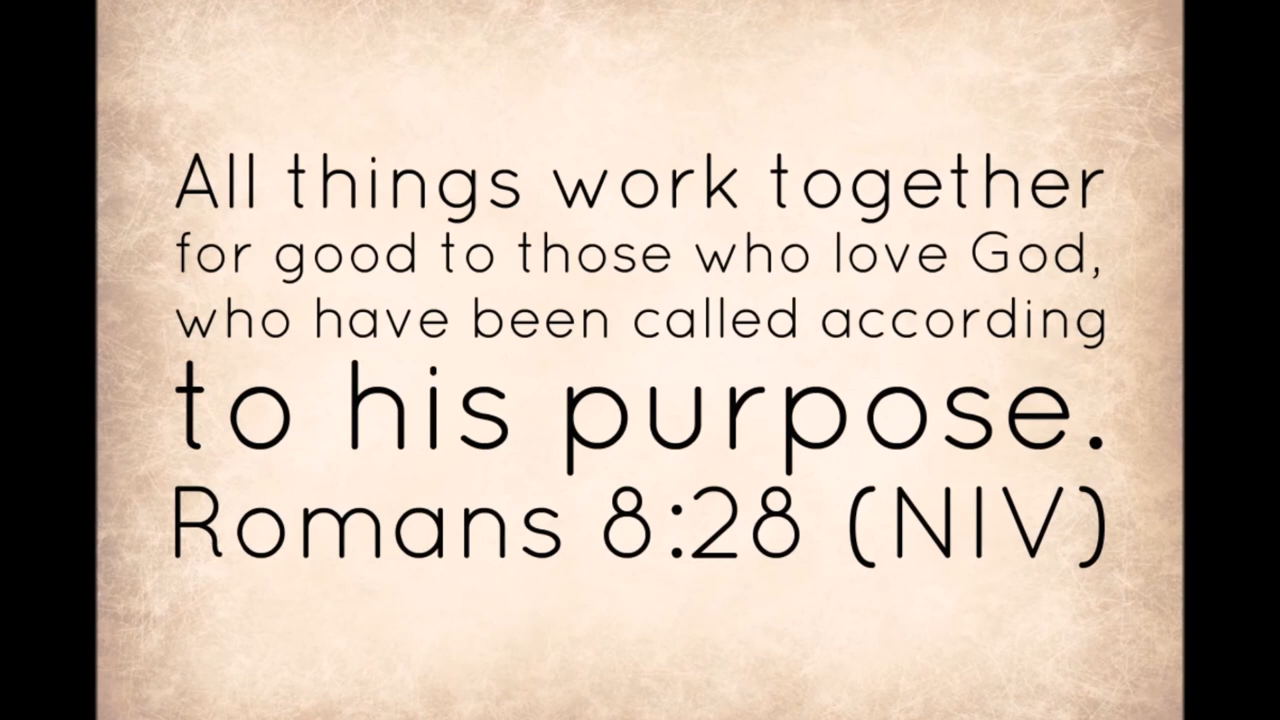 All things work together
for good to those who love God,
who have been called according
to his purpose.
Romans 8:28 (NIV)